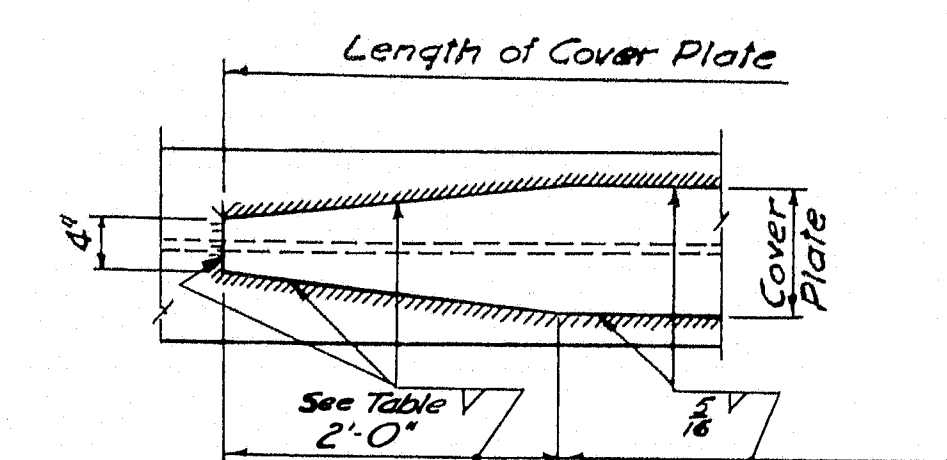 Length of Cover Plate
4"
Cover
Plate
See Table
2'-0"
5/16